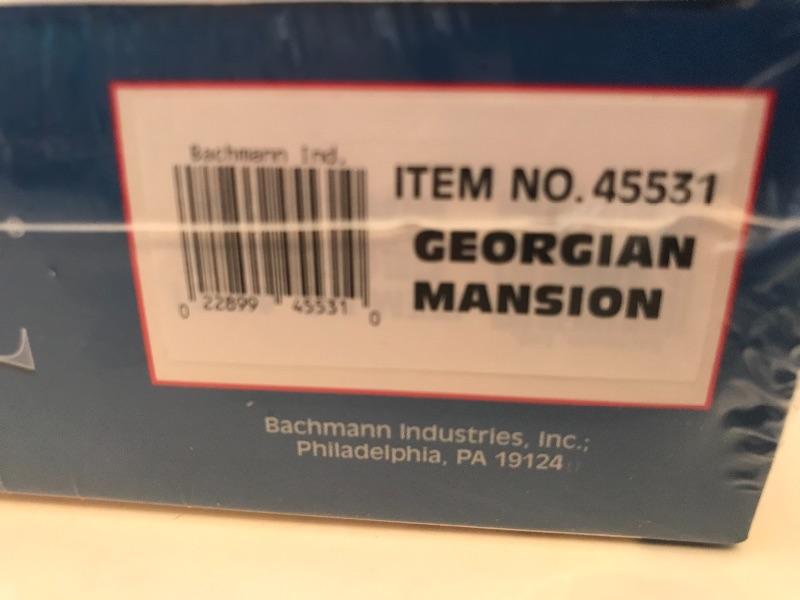 Bachmann Ind.
ITEM NO. 45531
GEORGIAN
MANSION
0 22899 45531 0
Bachmann Industries, Inc.;
Philadelphia, PA 19124